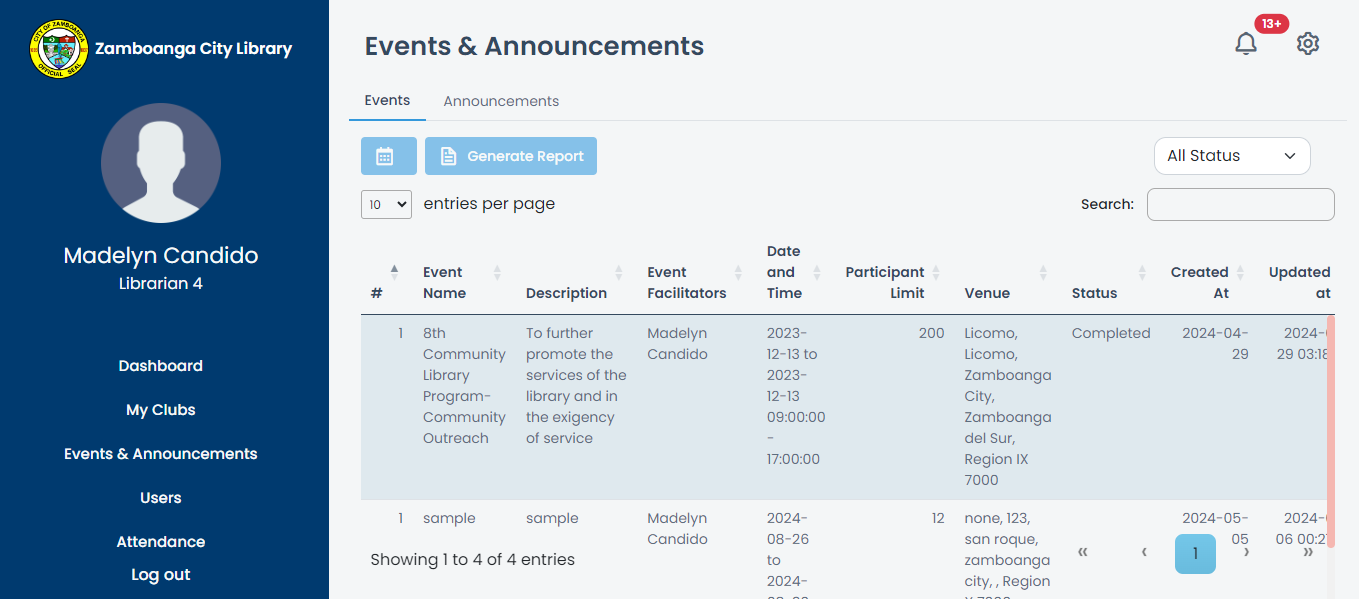 CITY OF ZAMBOANGA
OFFICIAL SEAL
Zamboanga City Library
Madelyn Candido
Librarian 4
Dashboard
My Clubs
Events & Announcements
Users
Attendance
Log out
Events & Announcements
13+
Events
Announcements
Generate Report
All Status
10
entries per page
Search:
#
Event
Name
Description
Event
Facilitators
Date
and
Time
Participant
Limit
Venue
Status
Created
At
Updated
at
1
8th
Community
Library
Program-
Community
Outreach
To further
promote the
services of the
library and in
the exigency
of service
Madelyn
Candido
2023-
12-13 to
2023-
12-13
09:00:00
-
17:00:00
200
Licomo,
Licomo,
Zamboanga
City,
Zamboanga
del Sur,
Region IX
7000
Completed
2024-04-
29
2024-
29 03:18
1
sample
sample
Madelyn
Candido
2024-
08-26
to
2024-
12
none, 123,
san roque,
zamboanga
city, , Region
2024-05-
05
2024-
06 00:2
Showing 1 to 4 of 4 entries
«
‹
1
›
»